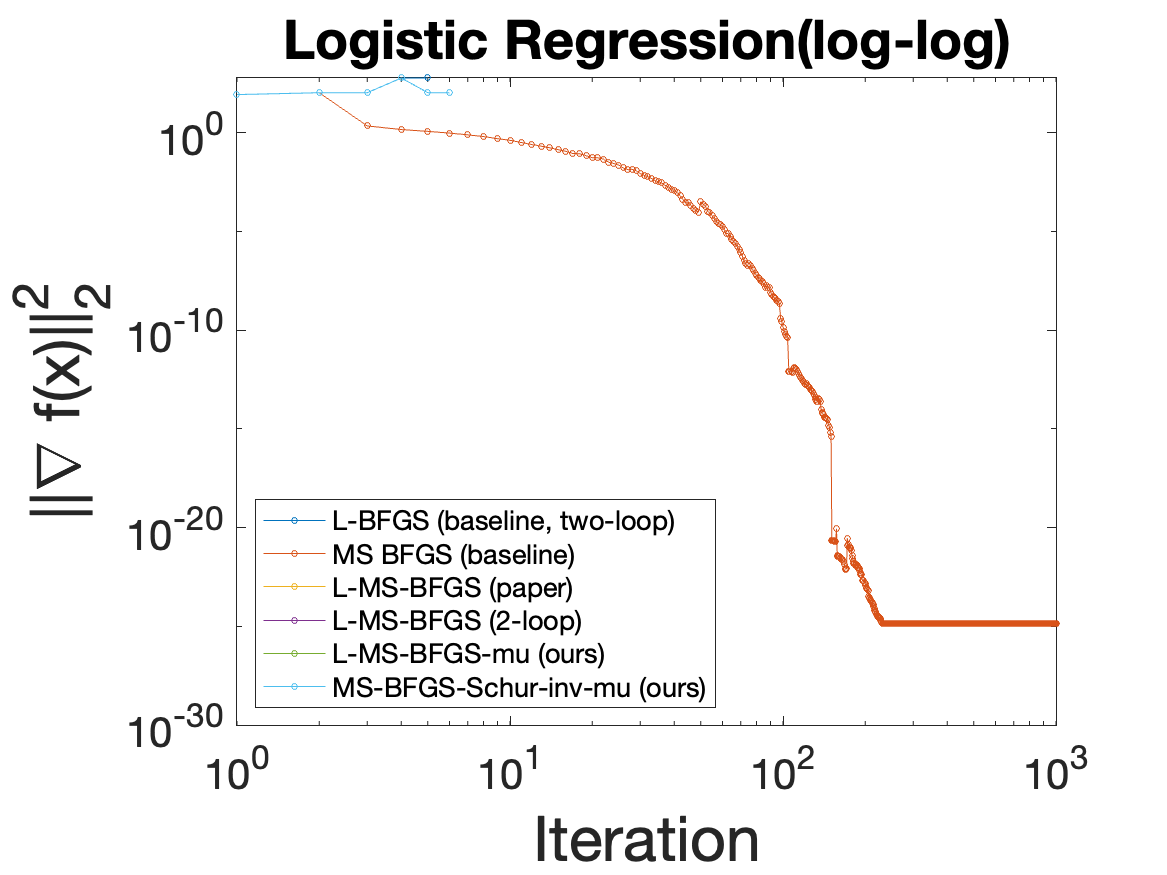 Logistic Regression(log-log)
10^0
10^-10
10^-20
10^-30
||∇ f(x)||_2^2
L-BFGS (baseline, two-loop)
MS BFGS (baseline)
L-MS-BFGS (paper)
L-MS-BFGS (2-loop)
L-MS-BFGS-mu (ours)
MS-BFGS-Schur-inv-mu (ours)
10^0 10^1 10^2 10^3
Iteration